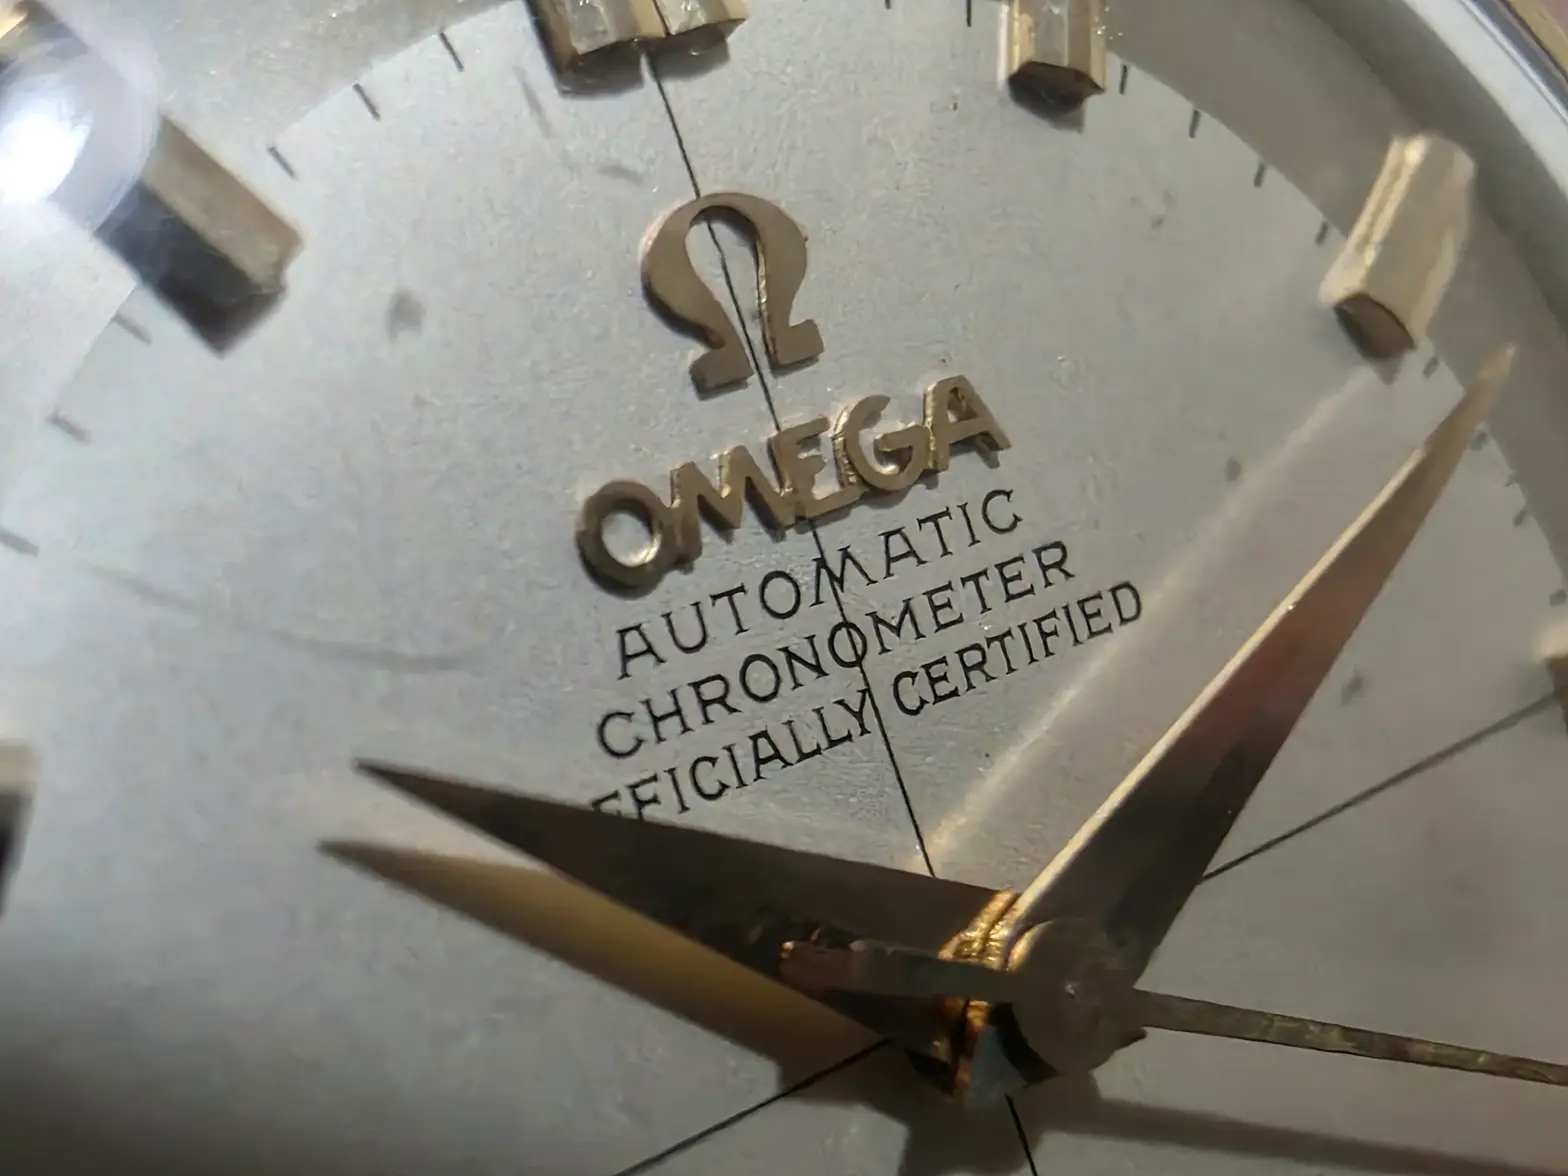 Ω
OMEGA
AUTOMATIC
CHRONOMETER
FFICIALLY CERTIFIED